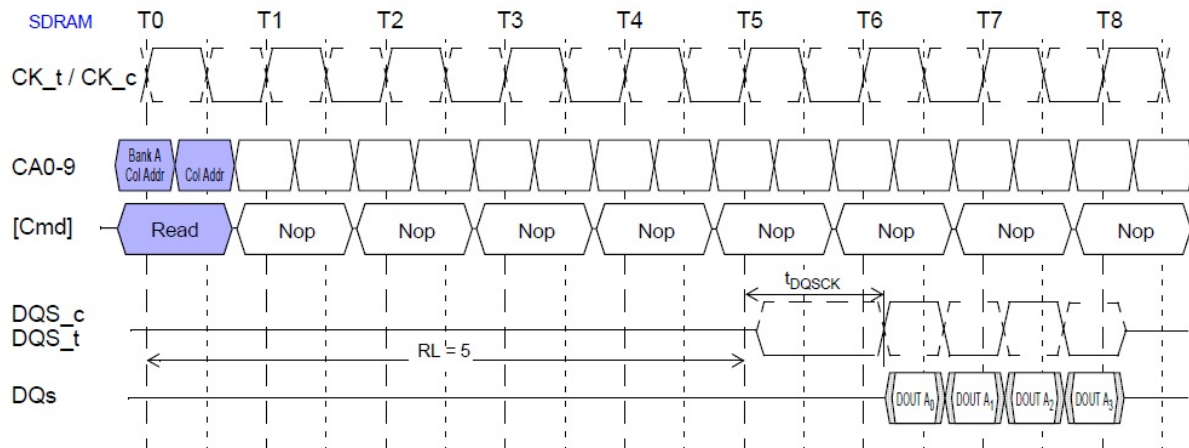 SDRAM T0 T1 T2 T3 T4 T5 T6 T7 T8
CK_t / CK_c
CA0-9 Bank A Col Addr Col Addr
[Cmd] Read Nop Nop Nop Nop Nop Nop Nop Nop
tDQSCK
DQS_c
DQS_t
RL = 5
DQs DOUT A0 DOUT A1 DOUT A2 DOUT A3